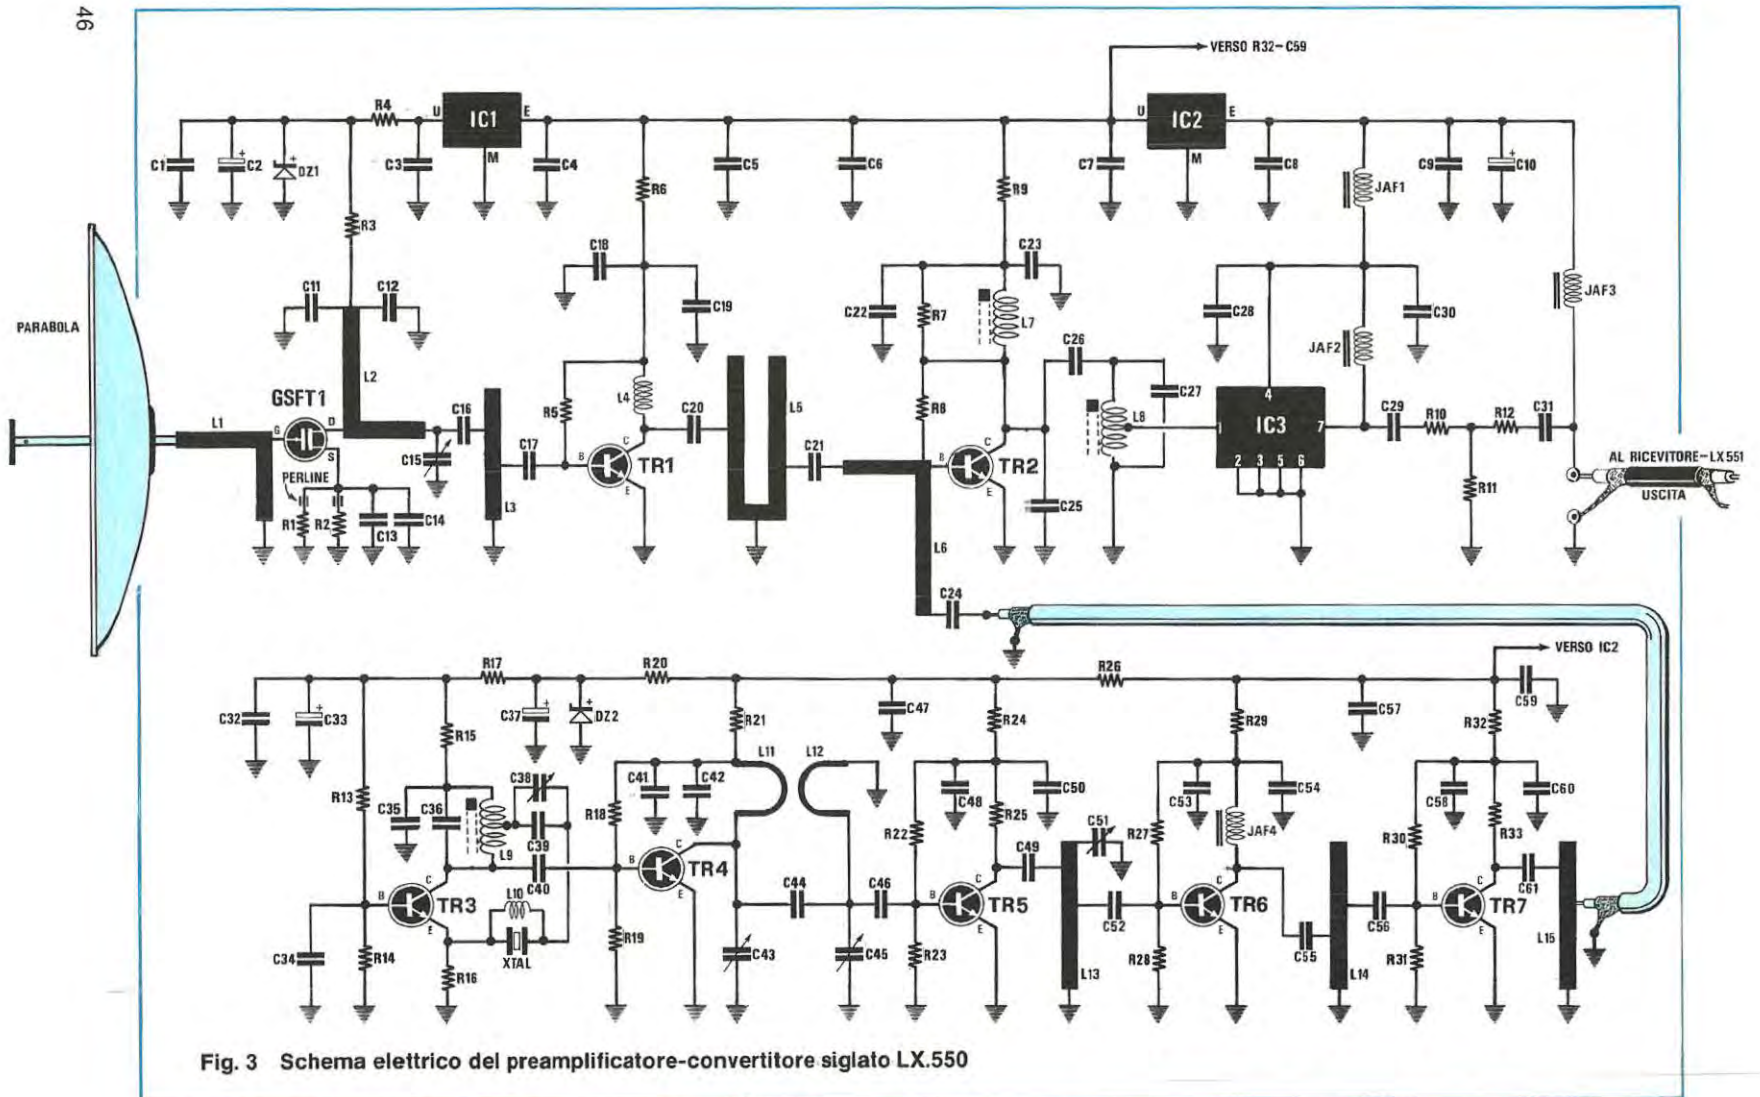 46
VERSO R32-C59
R4
U IC1 E
M
U IC2 E
M
C1
C2
+
DZ1
+
C3
C4
R6
C5
C6
R9
C7
C8
JAF1
C9
C10
+
R3
C18
C23
C11
C12
C19
C22
R7
L7
C28
C30
JAF3
PARABOLA
JAF2
C26
L2
GSFT1
L4
L5
C27
L1
C16
R5
C20
R8
L8
4
C29
R10
R12
C31
G
D
S
C17
C
B
TR1
E
C21
C
B
TR2
E
1
IC3
7
C15
AL RICEVITORE-LX551
USCITA
PERLINE
2 3 5 6
R11
R1
R2
C13
C14
L3
C25
L6
C24
VERSO IC2
R17
R20
R26
C32
C33
+
C37
+
DZ2
+
R21
C47
R24
R29
C57
R32
C59
R15
L11
L12
C38
C41
C42
R13
C35
C36
R18
C48
C50
C53
C54
C58
C60
L9
C39
R22
R25
C51
R27
JAF4
R30
R33
C40
C
B
TR4
E
C49
C61
C
B
TR3
E
L10
C44
C46
C
B
TR5
E
C52
C
B
TR6
E
C56
C
B
TR7
E
C34
R14
R16
XTAL
R19
C43
C45
R23
L13
R28
C55
L14
R31
L15
Fig. 3 Schema elettrico del preamplificatore-convertitore siglato LX.550